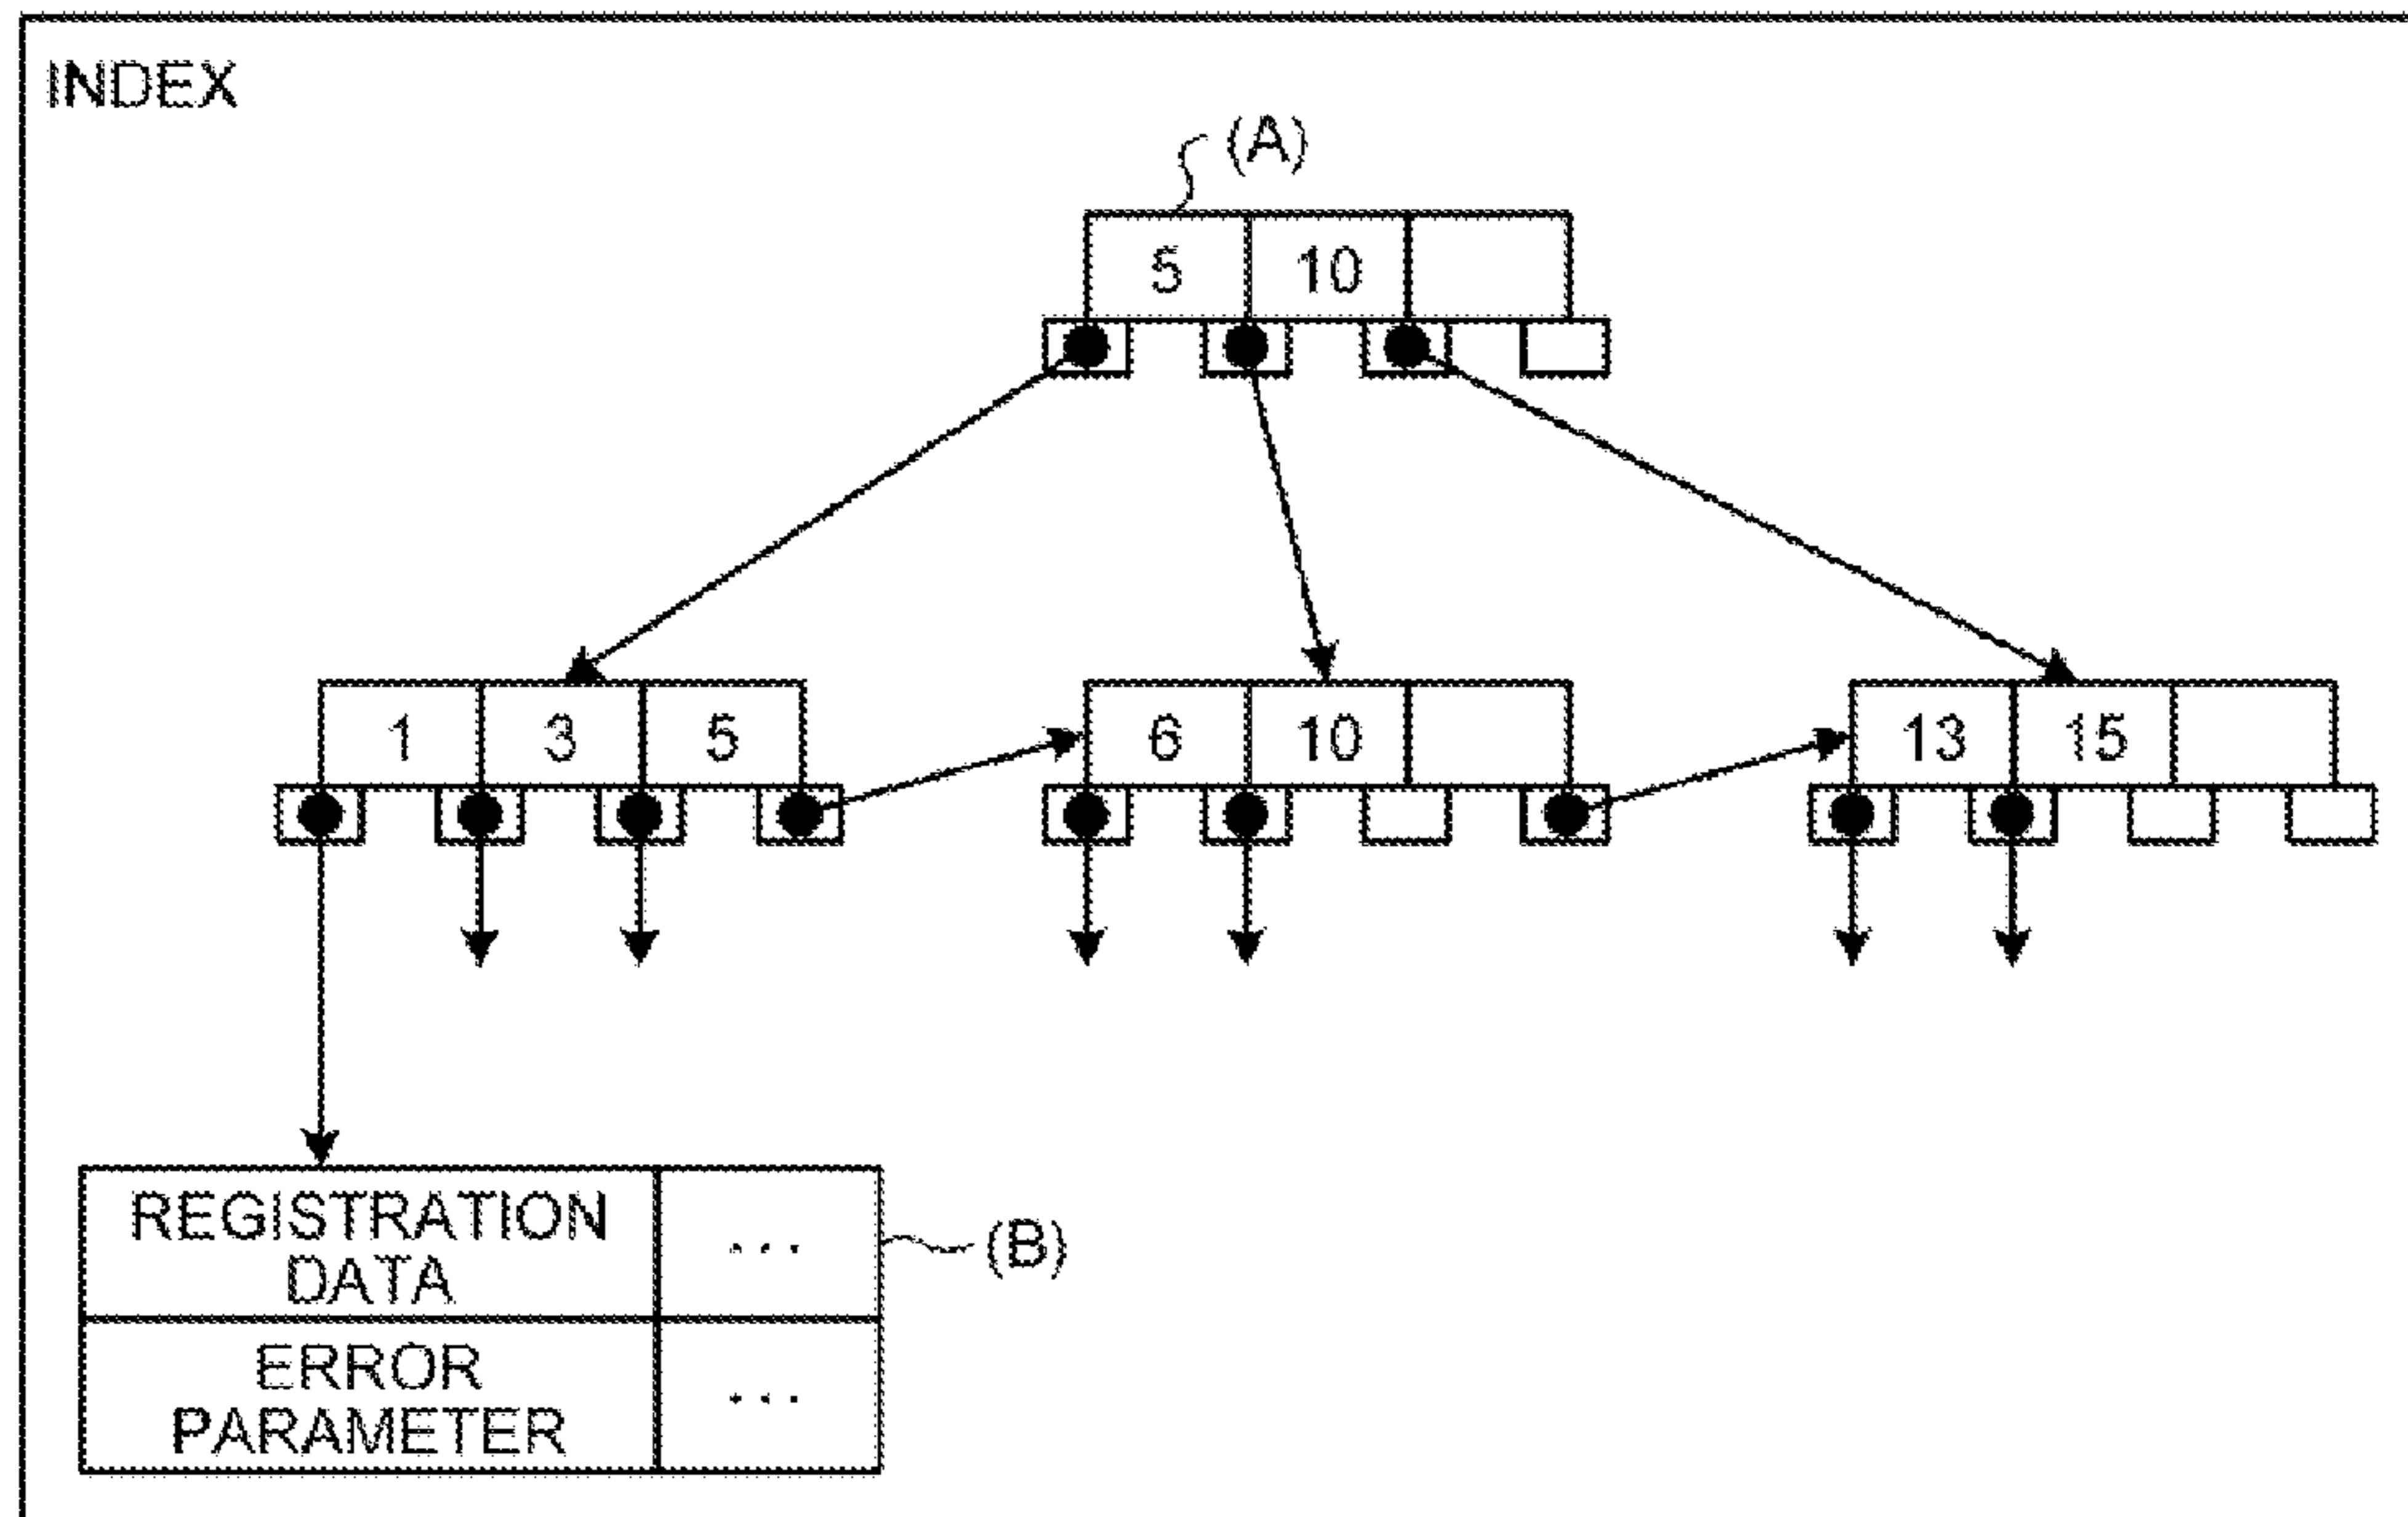 INDEX
(A)
5 10
1 3 5 6 10 13 15
REGISTRATION
DATA
...
(B)
ERROR
PARAMETER
...